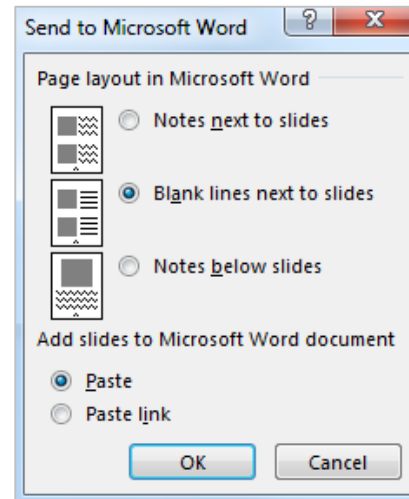 Send to Microsoft Word
Page layout in Microsoft Word
Notes next to slides
Blank lines next to slides
Notes below slides
Add slides to Microsoft Word document
Paste
Paste link
OK Cancel